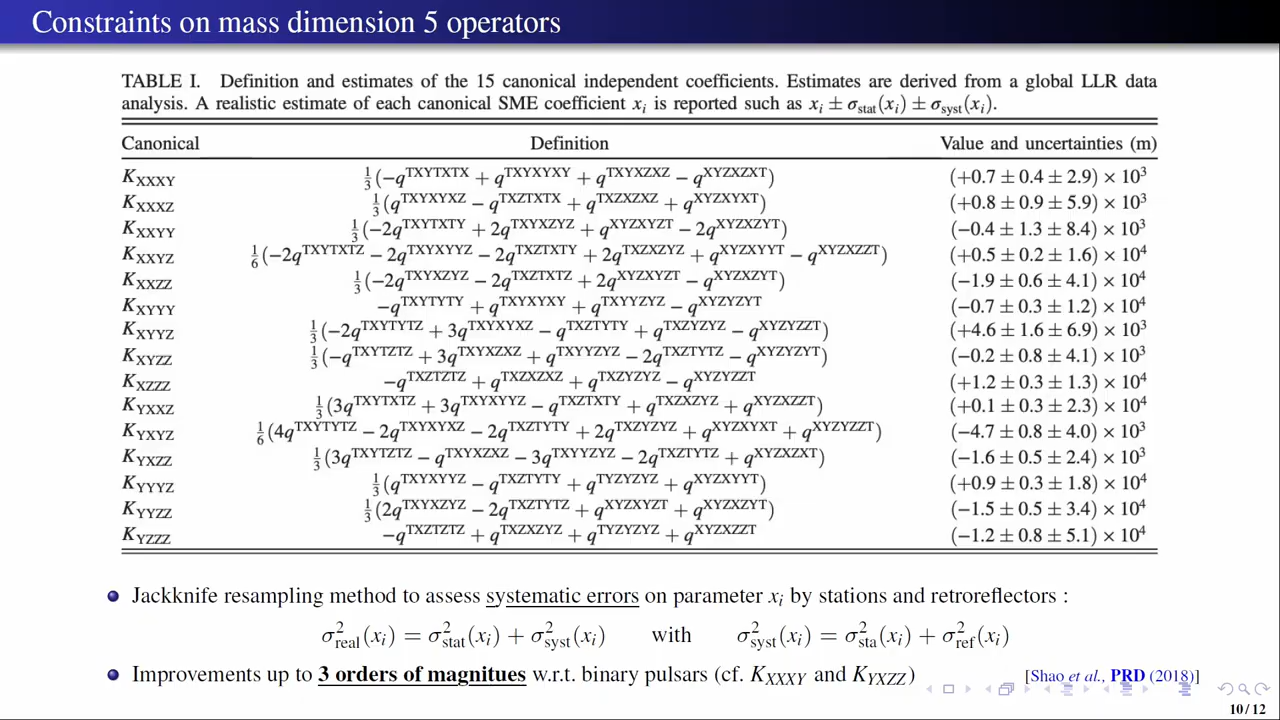 Constraints on mass dimension 5 operators
TABLE I. Definition and estimates of the 15 canonical independent coefficients. Estimates are derived from a global LLR data
analysis. A realistic estimate of each canonical SME coefficient x_i is reported such as x_i ± σ_stat(x_i) ± σ_syst(x_i).
Canonical Definition Value and uncertainties (m)
K_XXXY 1/3(−q^TXYTXTX + q^TXYXYXY + q^TXYXZXZ − q^XYZXZXT) (+0.7 ± 0.4 ± 2.9) × 10^3
K_XXXZ 1/3(q^TXYXYXZ − q^TXZTXTX + q^TXZXZXZ + q^XYZXYXT) (+0.8 ± 0.9 ± 5.9) × 10^3
K_XXYY 1/3(−2q^TXYTXTY + 2q^TXYXZYZ + q^XYZXYZT − 2q^XYZXZYT) (−0.4 ± 1.3 ± 8.4) × 10^3
K_XXYZ 1/6(−2q^TXYTXTZ − 2q^TXYXYYZ − 2q^TXZTXTY + 2q^TXZXZYZ + q^XYZXYYT − q^XYZXZZT) (+0.5 ± 0.2 ± 1.6) × 10^4
K_XXZZ 1/3(−2q^TXYXZYZ − 2q^TXZTXTZ + 2q^XYZXYZT − q^XYZXZYT) (−1.9 ± 0.6 ± 4.1) × 10^4
K_XYYY −q^TXYTYTY + q^TXYXYXY + q^TXYYZYZ − q^XYZYZYT (−0.7 ± 0.3 ± 1.2) × 10^4
K_XYYZ 1/3(−2q^TXYTYTZ + 3q^TXYXYXZ − q^TXZTYTY + q^TXZYZYZ − q^XYZYZZT) (+4.6 ± 1.6 ± 6.9) × 10^3
K_XYZZ 1/3(−q^TXYTZTZ + 3q^TXYXZXZ + q^TXYYZYZ − 2q^TXZTYTZ − q^XYZYZYT) (−0.2 ± 0.8 ± 4.1) × 10^3
K_XZZZ −q^TXZTZTZ + q^TXZXZXZ + q^TXZYZYZ − q^XYZYZZT (+1.2 ± 0.3 ± 1.3) × 10^4
K_YXXZ 1/3(3q^TXYTXTZ + 3q^TXYXYYZ − q^TXZTXTY + q^TXZXZYZ + q^XYZXZZT) (+0.1 ± 0.3 ± 2.3) × 10^4
K_YXYZ 1/6(4q^TXYTYTZ − 2q^TXYXYXZ − 2q^TXZTYTY + 2q^TXZYZYZ + q^XYZXYXT + q^XYZYZZT) (−4.7 ± 0.8 ± 4.0) × 10^3
K_YXZZ 1/3(3q^TXYTZTZ − q^TXYXZXZ − 3q^TXYYZYZ − 2q^TXZTYTZ + q^XYZXZXT) (−1.6 ± 0.5 ± 2.4) × 10^3
K_YYYZ 1/3(q^TXYXYYZ − q^TXZTYTY + q^TYZYZYZ + q^XYZXYYT) (+0.9 ± 0.3 ± 1.8) × 10^4
K_YYZZ 1/3(2q^TXYXZYZ − 2q^TXZTYTZ + q^XYZXYZT + q^XYZXZYT) (−1.5 ± 0.5 ± 3.4) × 10^4
K_YZZZ −q^TXZTZTZ + q^TXZXZYZ + q^TYZYZYZ + q^XYZXZZT (−1.2 ± 0.8 ± 5.1) × 10^4
Jackknife resampling method to assess systematic errors on parameter x_i by stations and retroreflectors :
σ²_real(x_i) = σ²_stat(x_i) + σ²_syst(x_i) with σ²_syst(x_i) = σ²_sta(x_i) + σ²_ref(x_i)
Improvements up to 3 orders of magnitues w.r.t. binary pulsars (cf. K_XXXY and K_YXZZ) [Shao et al., PRD (2018)]
10 / 12